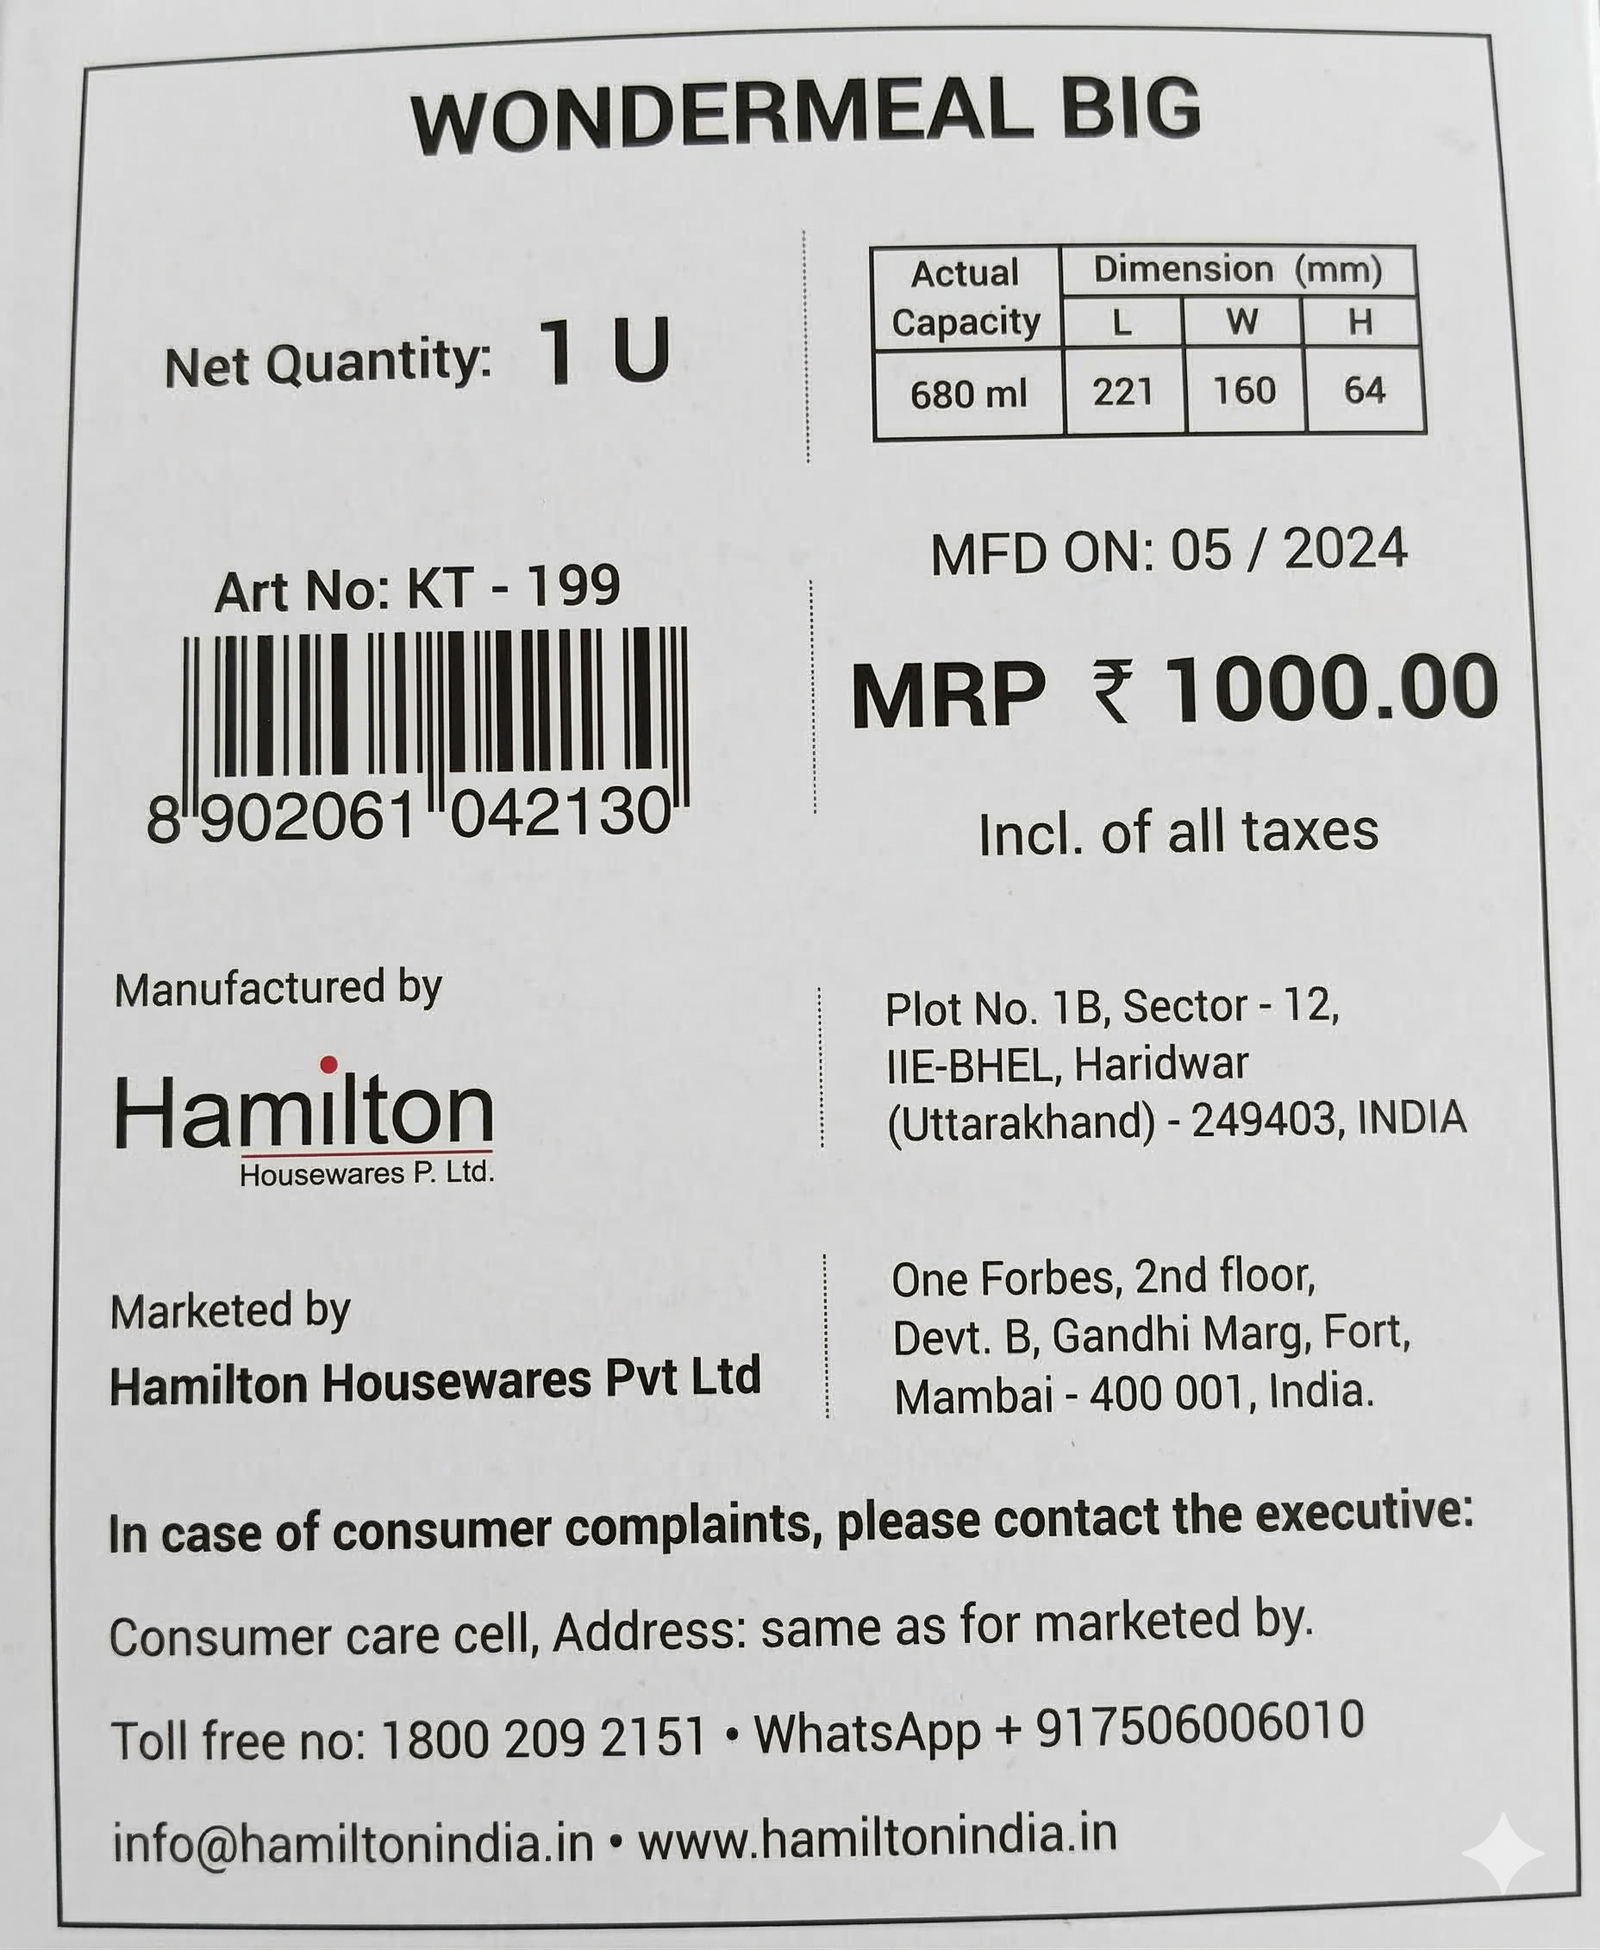 WONDERMEAL BIG
Net Quantity: 1 U
Actual Capacity
Dimension (mm)
L W H
680 ml 221 160 64
Art No: KT - 199
8 902061 042130
MFD ON: 05 / 2024
MRP ₹ 1000.00
Incl. of all taxes
Manufactured by
Hamilton
Housewares P. Ltd.
Plot No. 1B, Sector - 12,
IIE-BHEL, Haridwar
(Uttarakhand) - 249403, INDIA
Marketed by
Hamilton Housewares Pvt Ltd
One Forbes, 2nd floor,
Devt. B, Gandhi Marg, Fort,
Mambai - 400 001, India.
In case of consumer complaints, please contact the executive:
Consumer care cell, Address: same as for marketed by.
Toll free no: 1800 209 2151 • WhatsApp + 917506006010
info@hamiltonindia.in • www.hamiltonindia.in